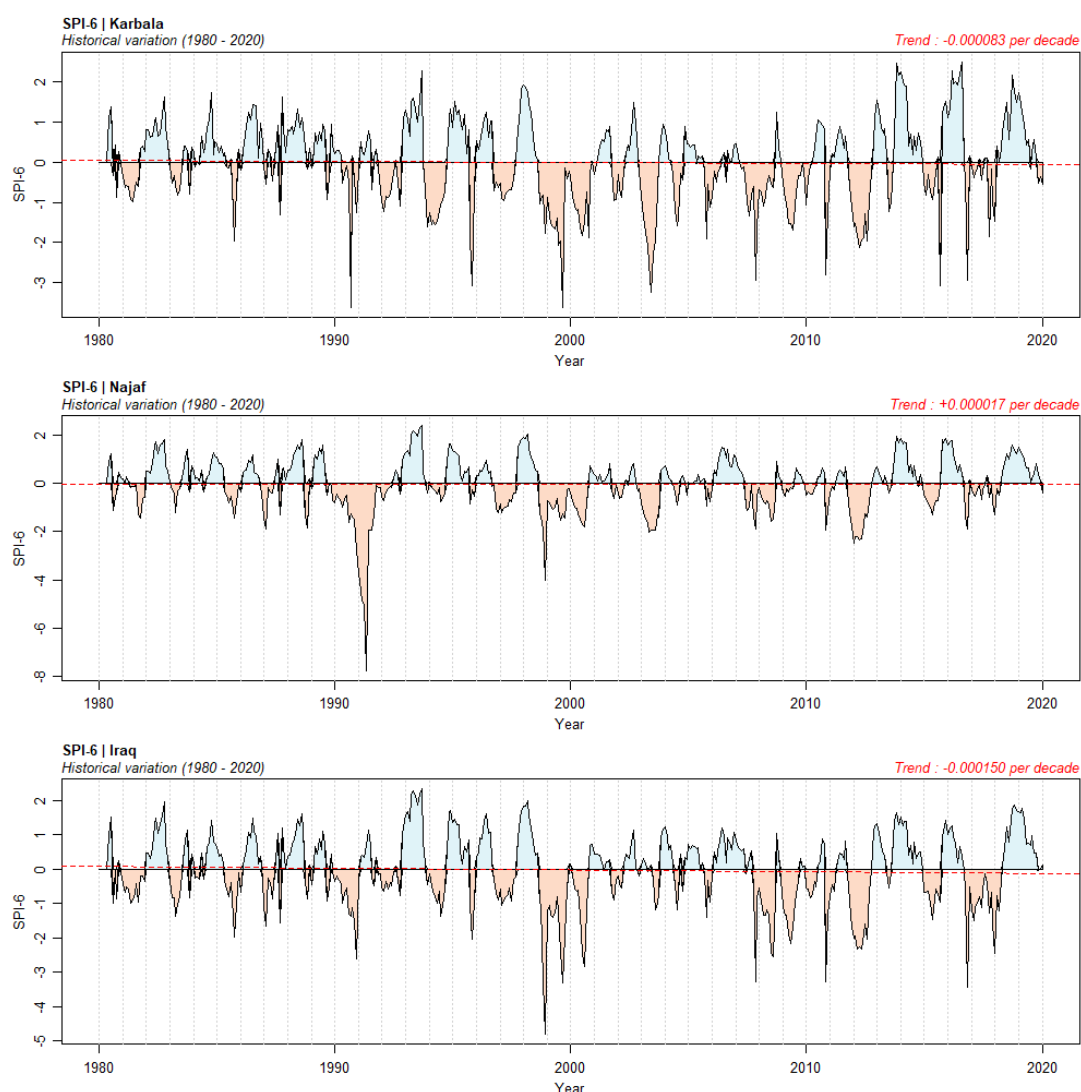 SPI-6 | Karbala
Historical variation (1980 - 2020)
Trend : -0.000083 per decade
SPI-6
2
1
0
-1
-2
-3
1980
1990
2000
2010
2020
Year
SPI-6 | Najaf
Historical variation (1980 - 2020)
Trend : +0.000017 per decade
SPI-6
2
0
-2
-4
-6
-8
1980
1990
2000
2010
2020
Year
SPI-6 | Iraq
Historical variation (1980 - 2020)
Trend : -0.000150 per decade
SPI-6
2
1
0
-1
-2
-3
-4
-5
1980
1990
2000
2010
2020
Year